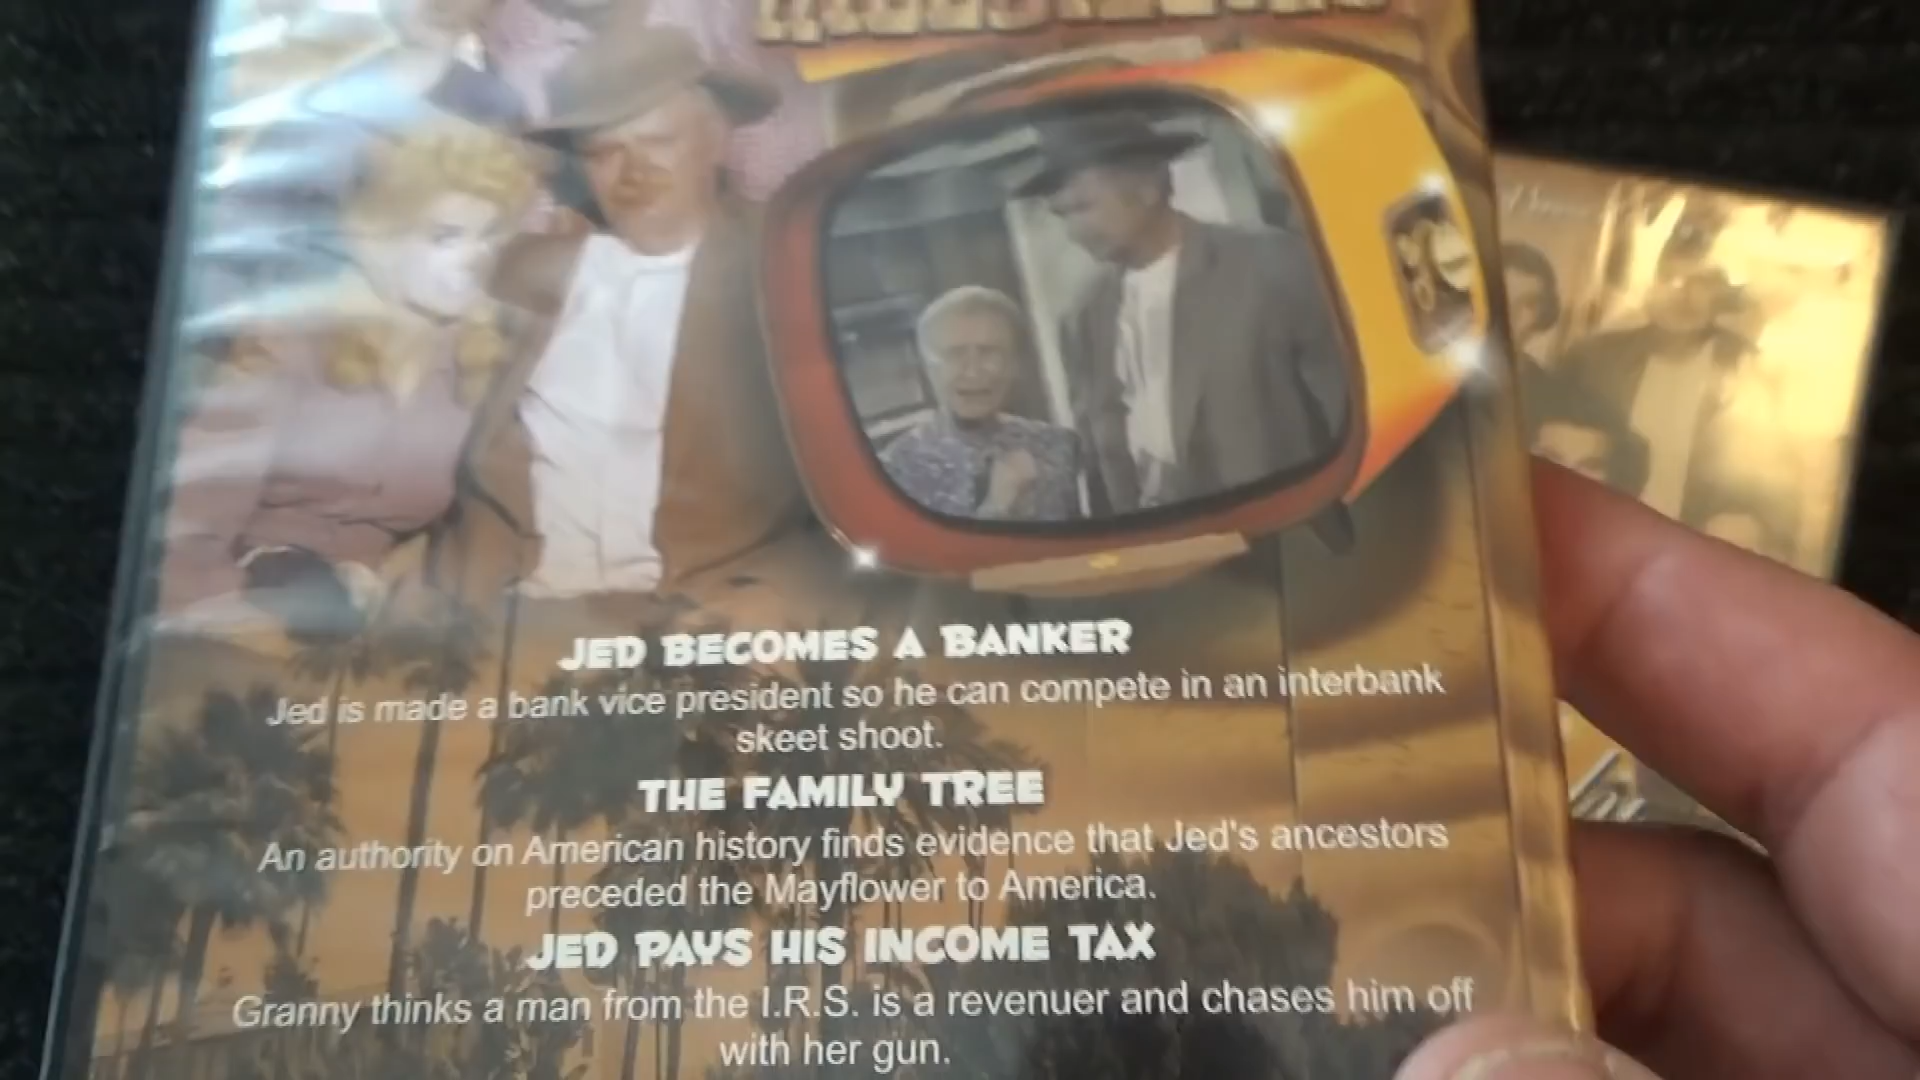 JED BECOMES A BANKER
Jed is made a bank vice president so he can compete in an interbank
skeet shoot.
THE FAMILY TREE
An authority on American history finds evidence that Jed's ancestors
preceded the Mayflower to America.
JED PAYS HIS INCOME TAX
Granny thinks a man from the I.R.S. is a revenuer and chases him off
with her gun.